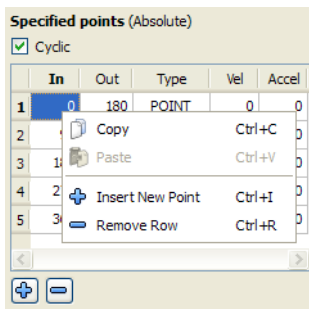 Specified points (Absolute)
Cyclic
In Out Type Vel Accel
1 0 180 POINT 0 0
2
3
4
5
Copy Ctrl+C
Paste Ctrl+V
Insert New Point Ctrl+I
Remove Row Ctrl+R